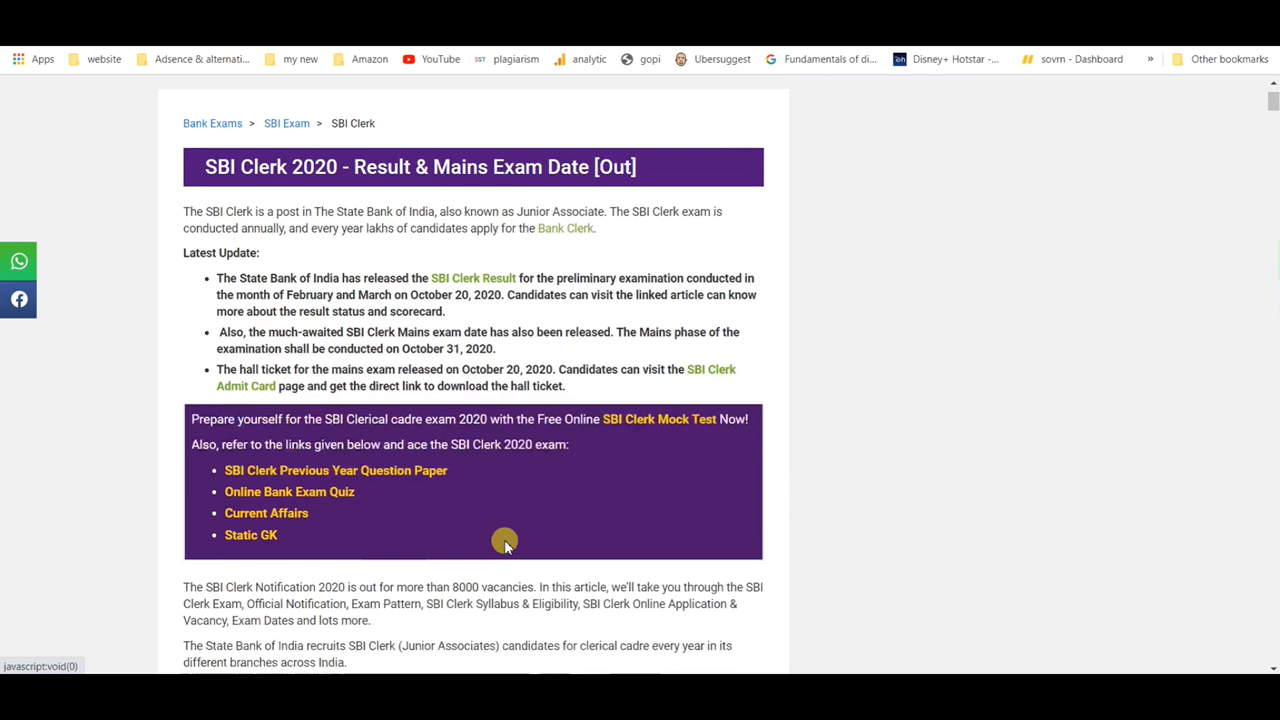 Apps website Adsence & alternati... my new Amazon YouTube SST plagiarism analytic gopi Ubersuggest Fundamentals of di... Disney+ Hotstar -... sovrn - Dashboard » Other bookmarks
Bank Exams > SBI Exam > SBI Clerk
SBI Clerk 2020 - Result & Mains Exam Date [Out]
The SBI Clerk is a post in The State Bank of India, also known as Junior Associate. The SBI Clerk exam is
conducted annually, and every year lakhs of candidates apply for the Bank Clerk.
Latest Update:
• The State Bank of India has released the SBI Clerk Result for the preliminary examination conducted in
the month of February and March on October 20, 2020. Candidates can visit the linked article can know
more about the result status and scorecard.
• Also, the much-awaited SBI Clerk Mains exam date has also been released. The Mains phase of the
examination shall be conducted on October 31, 2020.
• The hall ticket for the mains exam released on October 20, 2020. Candidates can visit the SBI Clerk
Admit Card page and get the direct link to download the hall ticket.
Prepare yourself for the SBI Clerical cadre exam 2020 with the Free Online SBI Clerk Mock Test Now!
Also, refer to the links given below and ace the SBI Clerk 2020 exam:
• SBI Clerk Previous Year Question Paper
• Online Bank Exam Quiz
• Current Affairs
• Static GK
The SBI Clerk Notification 2020 is out for more than 8000 vacancies. In this article, we'll take you through the SBI
Clerk Exam, Official Notification, Exam Pattern, SBI Clerk Syllabus & Eligibility, SBI Clerk Online Application &
Vacancy, Exam Dates and lots more.
The State Bank of India recruits SBI Clerk (Junior Associates) candidates for clerical cadre every year in its
different branches across India.
javascript:void(0)